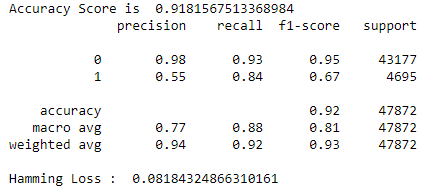 Accuracy Score is 0.9181567513368984
precision recall f1-score support
0 0.98 0.93 0.95 43177
1 0.55 0.84 0.67 4695
accuracy 0.92 47872
macro avg 0.77 0.88 0.81 47872
weighted avg 0.94 0.92 0.93 47872
Hamming Loss : 0.08184324866310161